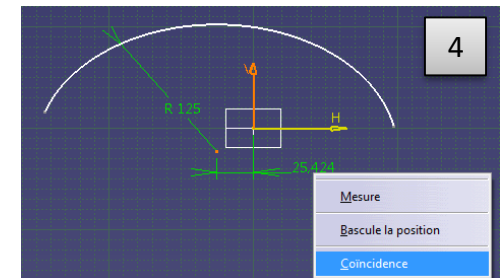 4
V
H
R 125
25,424
Mesure
Bascule la position
Coïncidence